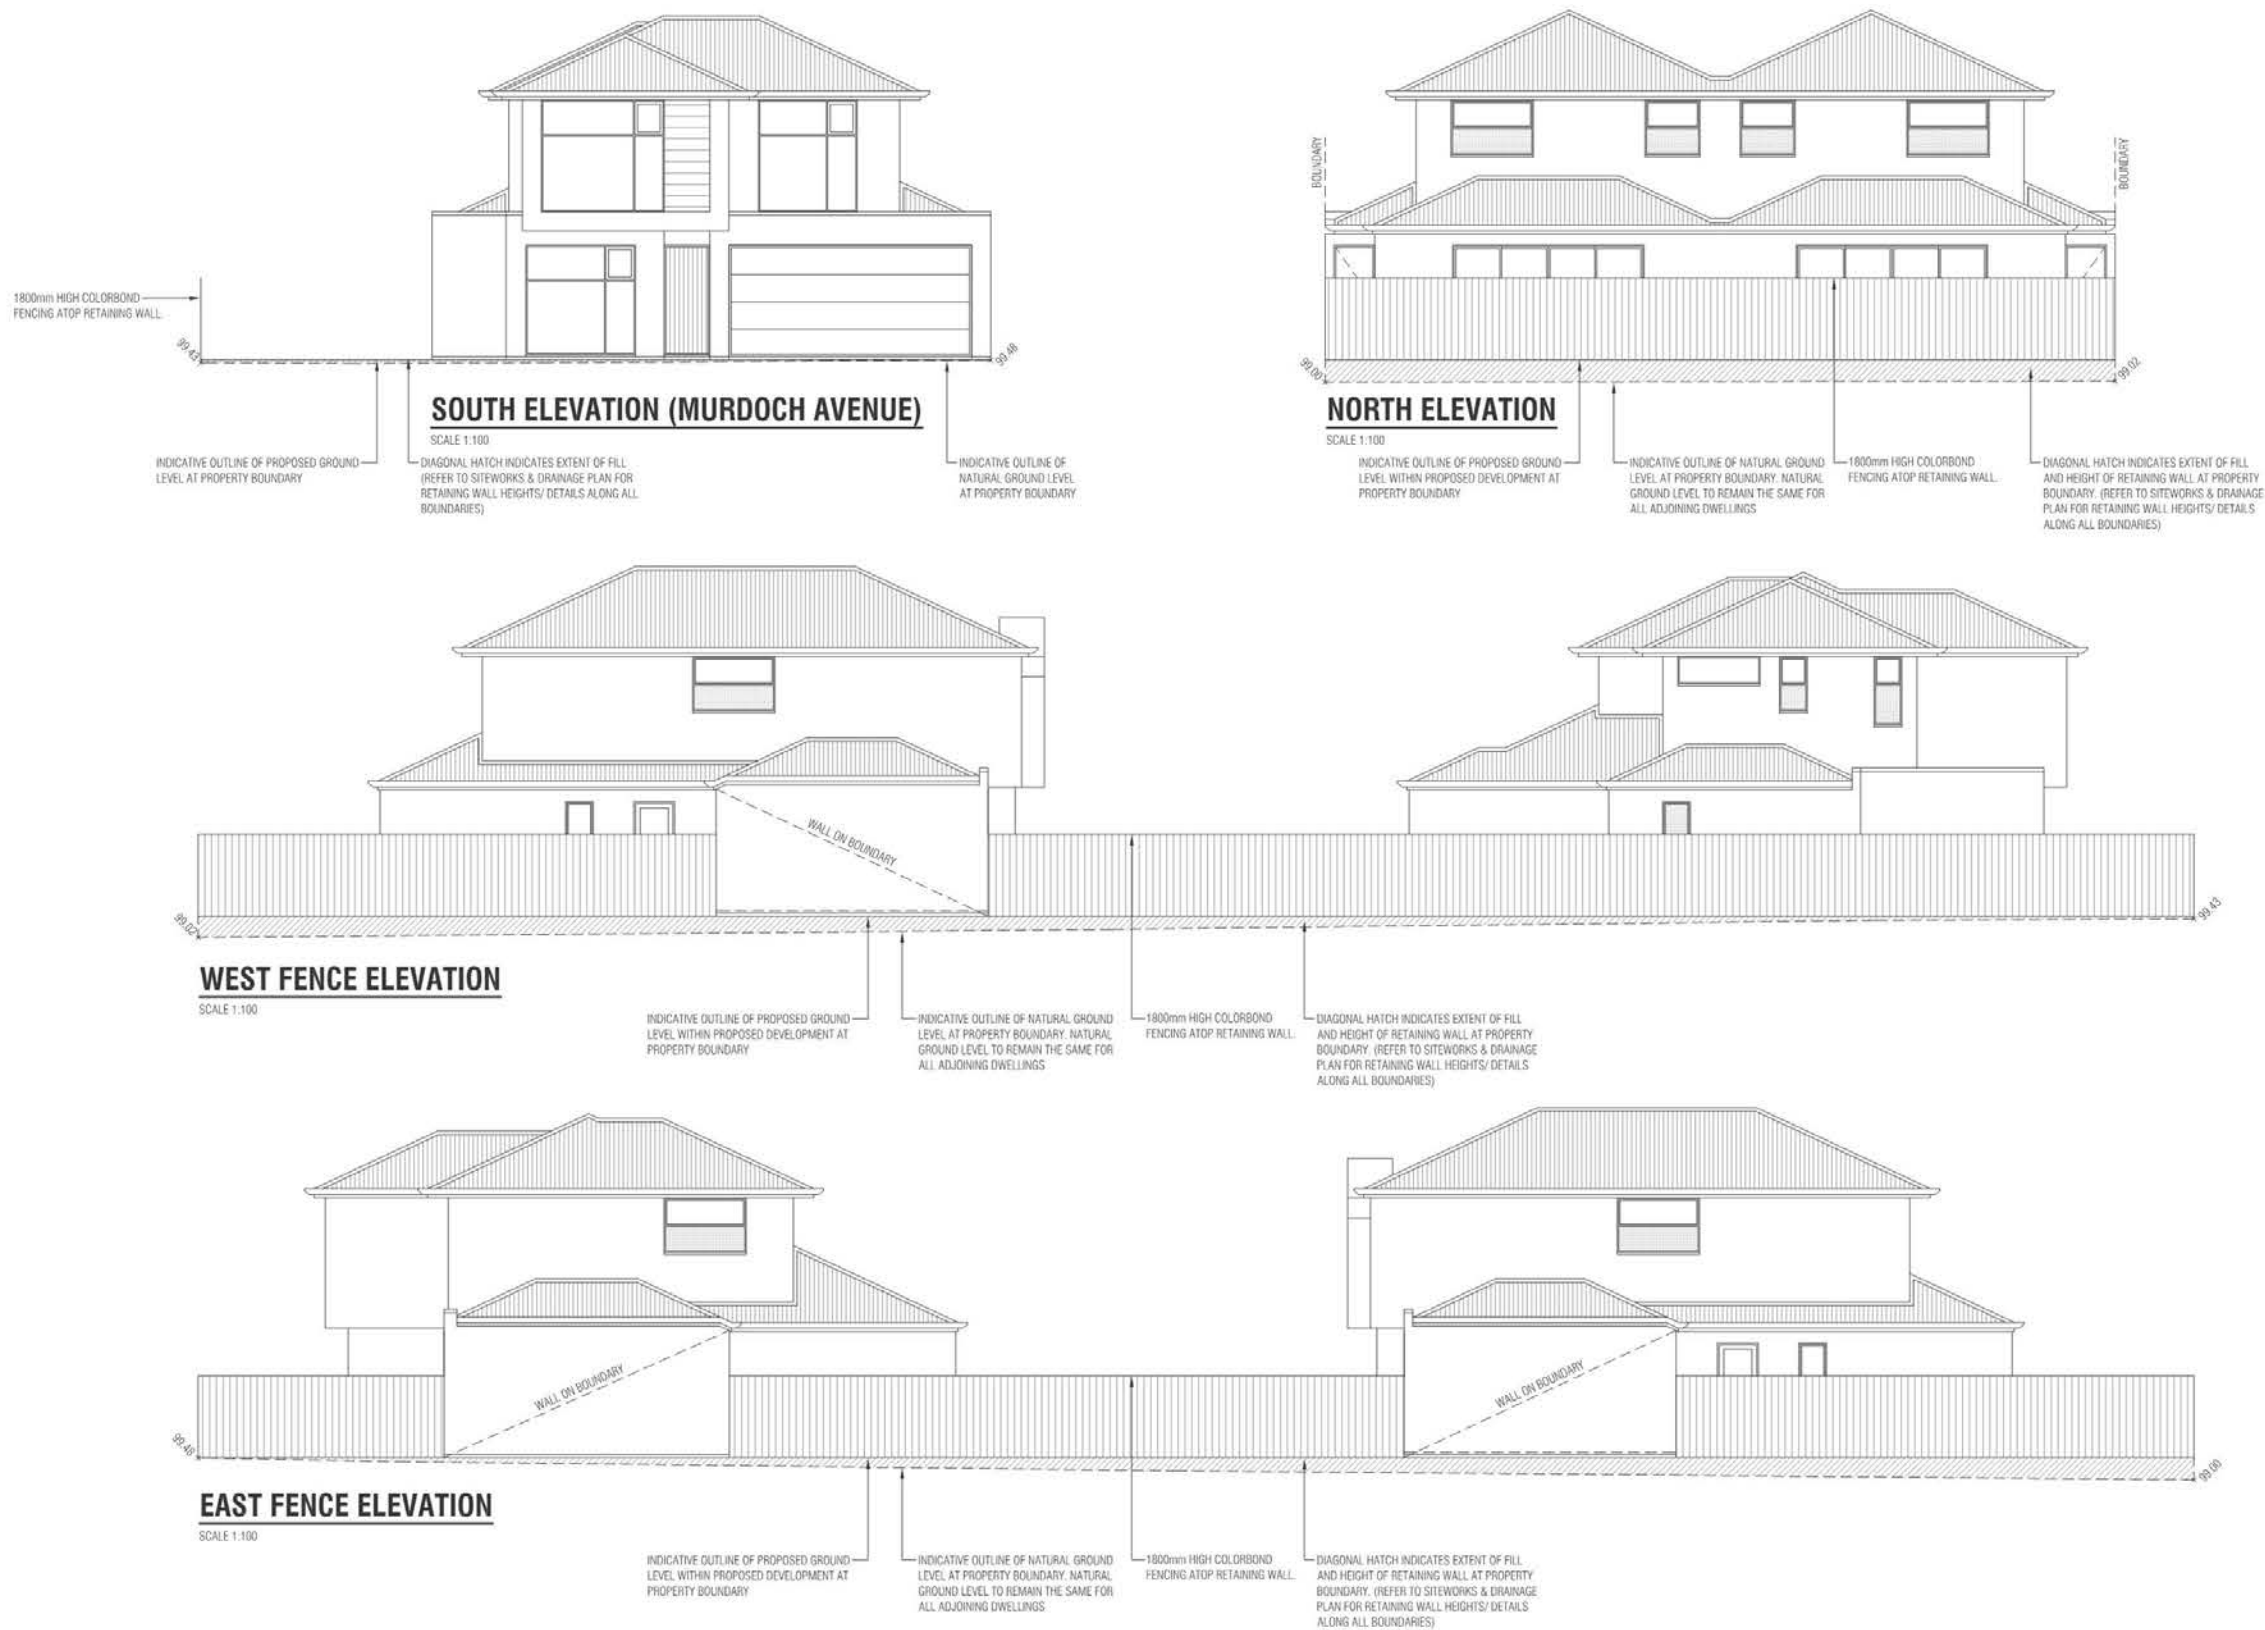 1800mm HIGH COLORBOND
FENCING ATOP RETAINING WALL.
99.43
99.48
SOUTH ELEVATION (MURDOCH AVENUE)
SCALE 1:100
INDICATIVE OUTLINE OF PROPOSED GROUND
LEVEL AT PROPERTY BOUNDARY
DIAGONAL HATCH INDICATES EXTENT OF FILL
(REFER TO SITEWORKS & DRAINAGE PLAN FOR
RETAINING WALL HEIGHTS/ DETAILS ALONG ALL
BOUNDARIES)
INDICATIVE OUTLINE OF
NATURAL GROUND LEVEL
AT PROPERTY BOUNDARY
BOUNDARY
BOUNDARY
99.00
99.02
NORTH ELEVATION
SCALE 1:100
INDICATIVE OUTLINE OF PROPOSED GROUND
LEVEL WITHIN PROPOSED DEVELOPMENT AT
PROPERTY BOUNDARY
INDICATIVE OUTLINE OF NATURAL GROUND
LEVEL AT PROPERTY BOUNDARY. NATURAL
GROUND LEVEL TO REMAIN THE SAME FOR
ALL ADJOINING DWELLINGS
1800mm HIGH COLORBOND
FENCING ATOP RETAINING WALL.
DIAGONAL HATCH INDICATES EXTENT OF FILL
AND HEIGHT OF RETAINING WALL AT PROPERTY
BOUNDARY. (REFER TO SITEWORKS & DRAINAGE
PLAN FOR RETAINING WALL HEIGHTS/ DETAILS
ALONG ALL BOUNDARIES)
WALL ON BOUNDARY
99.02
99.43
WEST FENCE ELEVATION
SCALE 1:100
INDICATIVE OUTLINE OF PROPOSED GROUND
LEVEL WITHIN PROPOSED DEVELOPMENT AT
PROPERTY BOUNDARY
INDICATIVE OUTLINE OF NATURAL GROUND
LEVEL AT PROPERTY BOUNDARY. NATURAL
GROUND LEVEL TO REMAIN THE SAME FOR
ALL ADJOINING DWELLINGS
1800mm HIGH COLORBOND
FENCING ATOP RETAINING WALL.
DIAGONAL HATCH INDICATES EXTENT OF FILL
AND HEIGHT OF RETAINING WALL AT PROPERTY
BOUNDARY. (REFER TO SITEWORKS & DRAINAGE
PLAN FOR RETAINING WALL HEIGHTS/ DETAILS
ALONG ALL BOUNDARIES)
WALL ON BOUNDARY
WALL ON BOUNDARY
99.48
99.00
EAST FENCE ELEVATION
SCALE 1:100
INDICATIVE OUTLINE OF PROPOSED GROUND
LEVEL WITHIN PROPOSED DEVELOPMENT AT
PROPERTY BOUNDARY
INDICATIVE OUTLINE OF NATURAL GROUND
LEVEL AT PROPERTY BOUNDARY. NATURAL
GROUND LEVEL TO REMAIN THE SAME FOR
ALL ADJOINING DWELLINGS
1800mm HIGH COLORBOND
FENCING ATOP RETAINING WALL.
DIAGONAL HATCH INDICATES EXTENT OF FILL
AND HEIGHT OF RETAINING WALL AT PROPERTY
BOUNDARY. (REFER TO SITEWORKS & DRAINAGE
PLAN FOR RETAINING WALL HEIGHTS/ DETAILS
ALONG ALL BOUNDARIES)